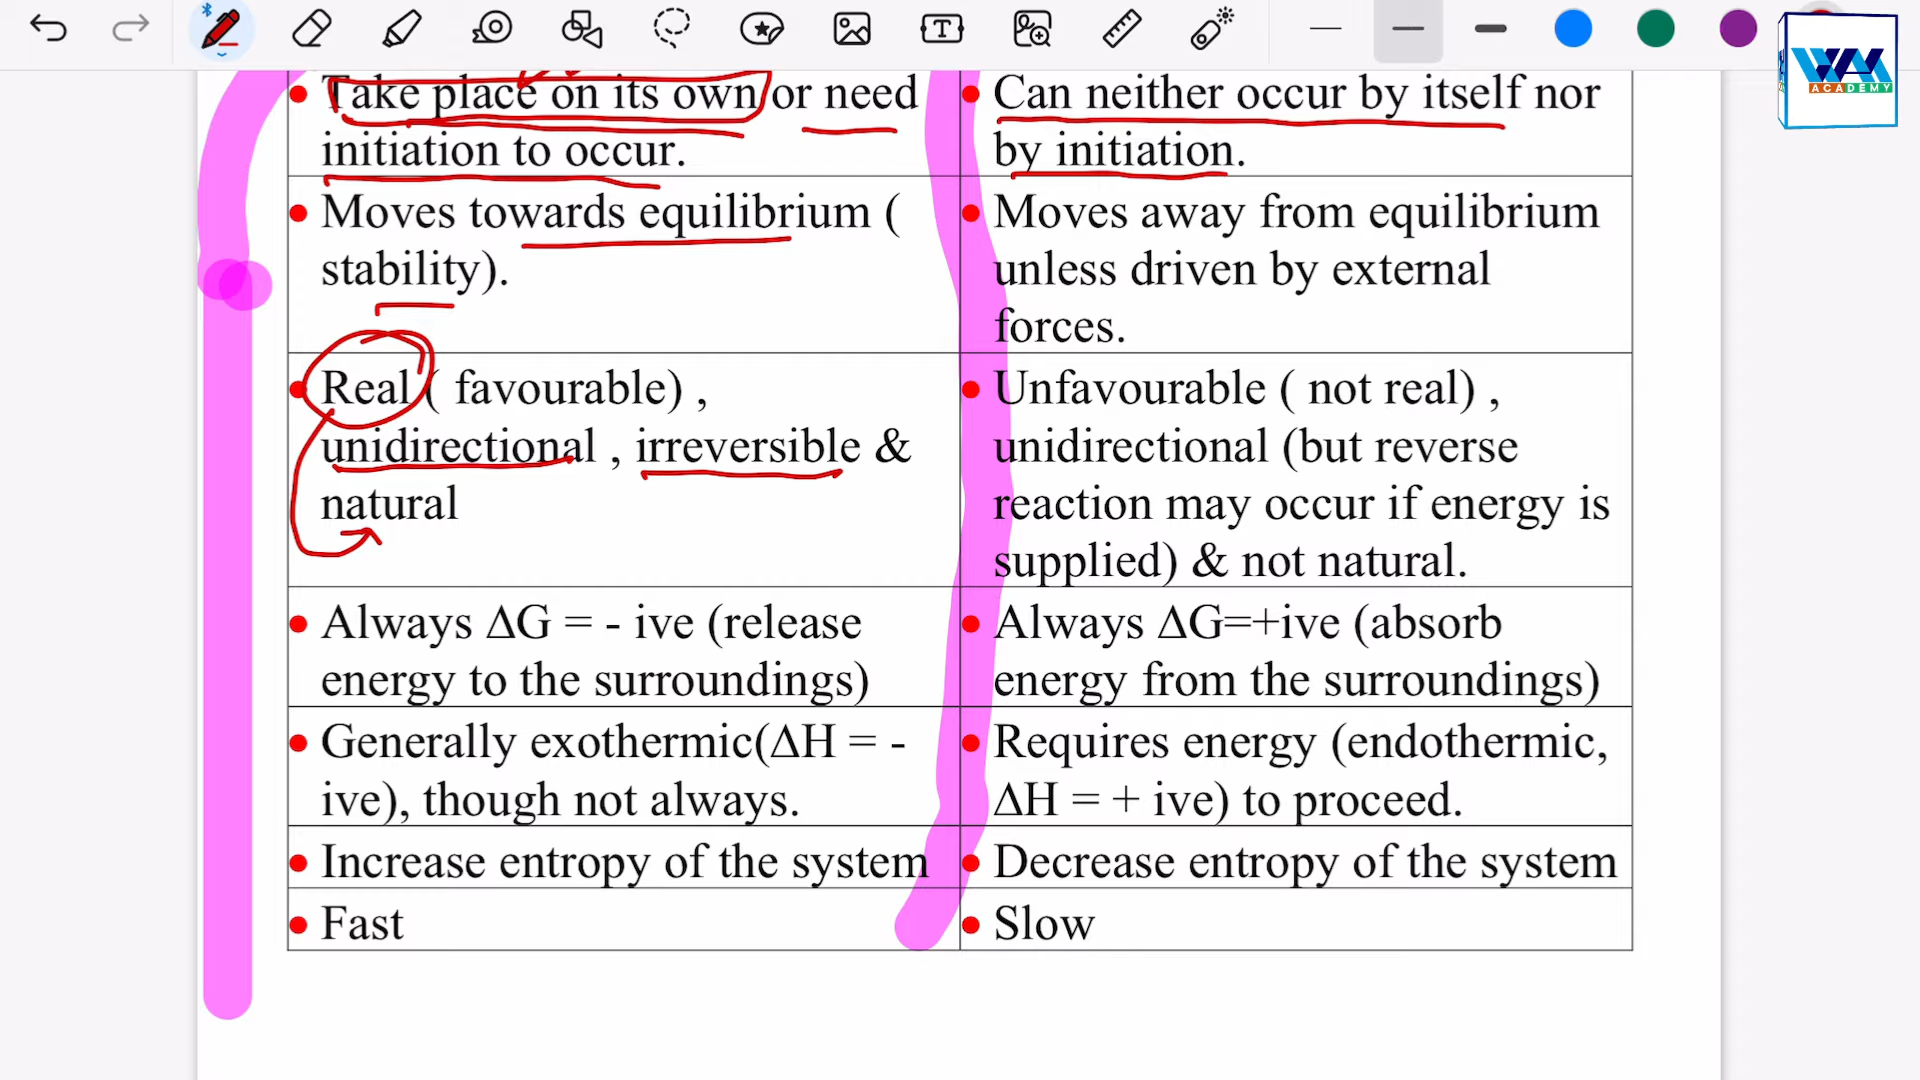 WM
ACADEMY
• Take place on its own or need
initiation to occur.
• Can neither occur by itself nor
by initiation.
• Moves towards equilibrium (
stability).
• Moves away from equilibrium
unless driven by external
forces.
• Real ( favourable) ,
unidirectional , irreversible &
natural
• Unfavourable ( not real) ,
unidirectional (but reverse
reaction may occur if energy is
supplied) & not natural.
• Always ΔG = - ive (release
energy to the surroundings)
• Always ΔG=+ive (absorb
energy from the surroundings)
• Generally exothermic(ΔH = -
ive), though not always.
• Requires energy (endothermic,
ΔH = + ive) to proceed.
• Increase entropy of the system
• Decrease entropy of the system
• Fast
• Slow